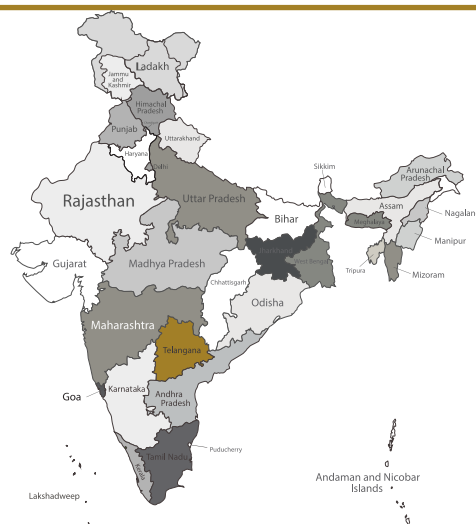 Ladakh
Jammu
and
Kashmir
Himachal
Pradesh
Punjab
Uttarakhand
Haryana
Delhi
Sikkim
Arunachal
Pradesh
Rajasthan
Uttar Pradesh
Assam
Nagalan
Bihar
Meghalaya
Manipur
Jharkhand
Gujarat
Madhya Pradesh
West Bengal
Tripura
Mizoram
Chhattisgarh
Odisha
Maharashtra
Telangana
Goa
Karnataka
Andhra
Pradesh
Puducherry
Tamil Nadu
Kerala
Andaman and Nicobar
Islands
Lakshadweep